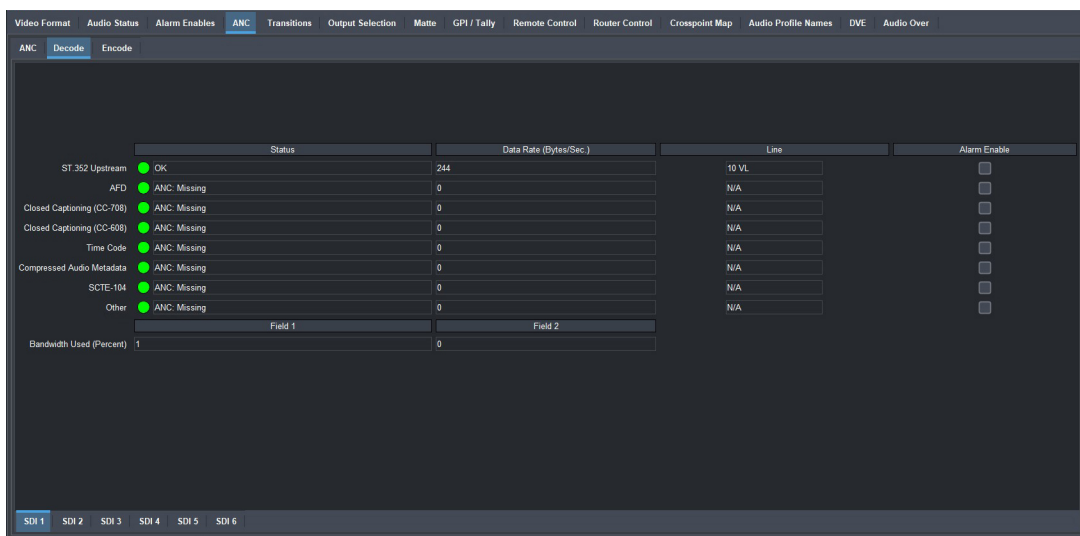 Video Format Audio Status Alarm Enables ANC Transitions Output Selection Matte GPI / Tally Remote Control Router Control Crosspoint Map Audio Profile Names DVE Audio Over
ANC Decode Encode
Status Data Rate (Bytes/Sec.) Line Alarm Enable
ST.352 Upstream OK 244 10 VL
AFD ANC: Missing 0 N/A
Closed Captioning (CC-708) ANC: Missing 0 N/A
Closed Captioning (CC-608) ANC: Missing 0 N/A
Time Code ANC: Missing 0 N/A
Compressed Audio Metadata ANC: Missing 0 N/A
SCTE-104 ANC: Missing 0 N/A
Other ANC: Missing 0 N/A
Field 1 Field 2
Bandwidth Used (Percent) 1 0
SDI 1 SDI 2 SDI 3 SDI 4 SDI 5 SDI 6